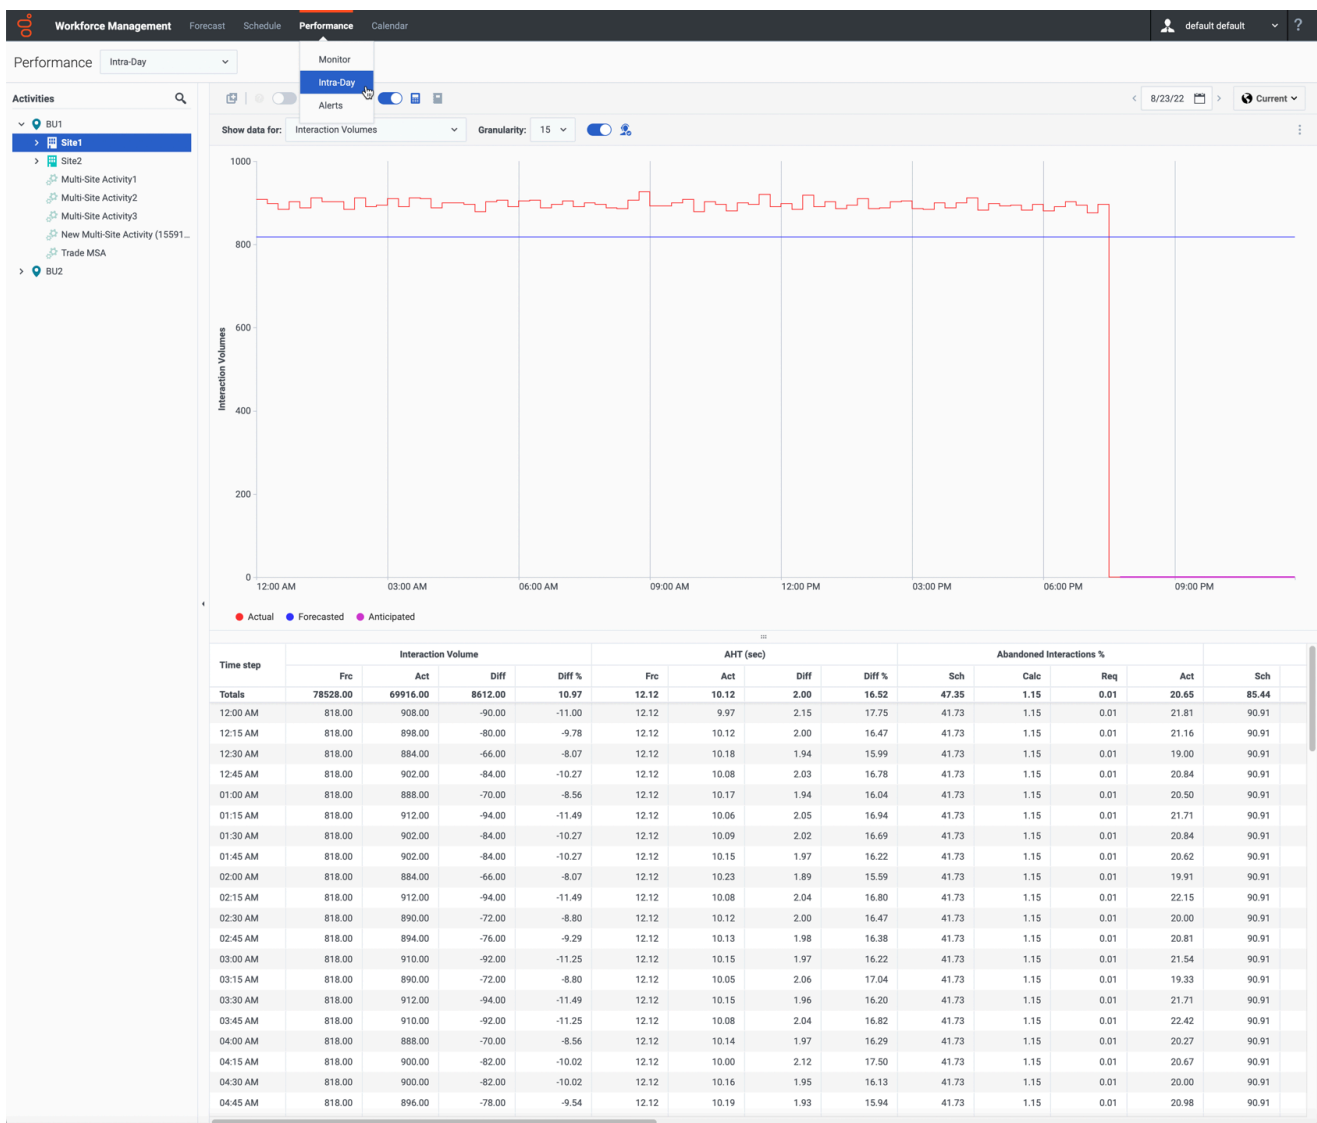 Workforce Management Forecast Schedule Performance Calendar default default ?
Performance Intra-Day
Monitor
Intra-Day
Alerts
Activities
BU1
Site1
Site2
Multi-Site Activity1
Multi-Site Activity2
Multi-Site Activity3
New Multi-Site Activity (15591...
Trade MSA
BU2
8/23/22 Current
Show data for: Interaction Volumes Granularity: 15
1000
800
600
400
200
0
Interaction Volumes
12:00 AM 03:00 AM 06:00 AM 09:00 AM 12:00 PM 03:00 PM 06:00 PM 09:00 PM
Actual Forecasted Anticipated
Time step Interaction Volume AHT (sec) Abandoned Interactions %
Frc Act Diff Diff % Frc Act Diff Diff % Sch Calc Req Act Sch
Totals 78528.00 69916.00 8612.00 10.97 12.12 10.12 2.00 16.52 47.35 1.15 0.01 20.65 85.44
12:00 AM 818.00 908.00 -90.00 -11.00 12.12 9.97 2.15 17.75 41.73 1.15 0.01 21.81 90.91
12:15 AM 818.00 898.00 -80.00 -9.78 12.12 10.12 2.00 16.47 41.73 1.15 0.01 21.16 90.91
12:30 AM 818.00 884.00 -66.00 -8.07 12.12 10.18 1.94 15.99 41.73 1.15 0.01 19.00 90.91
12:45 AM 818.00 902.00 -84.00 -10.27 12.12 10.08 2.03 16.78 41.73 1.15 0.01 20.84 90.91
01:00 AM 818.00 888.00 -70.00 -8.56 12.12 10.17 1.94 16.04 41.73 1.15 0.01 20.50 90.91
01:15 AM 818.00 912.00 -94.00 -11.49 12.12 10.06 2.05 16.94 41.73 1.15 0.01 21.71 90.91
01:30 AM 818.00 902.00 -84.00 -10.27 12.12 10.09 2.02 16.69 41.73 1.15 0.01 20.84 90.91
01:45 AM 818.00 902.00 -84.00 -10.27 12.12 10.15 1.97 16.22 41.73 1.15 0.01 20.62 90.91
02:00 AM 818.00 884.00 -66.00 -8.07 12.12 10.23 1.89 15.59 41.73 1.15 0.01 19.91 90.91
02:15 AM 818.00 912.00 -94.00 -11.49 12.12 10.08 2.04 16.80 41.73 1.15 0.01 22.15 90.91
02:30 AM 818.00 890.00 -72.00 -8.80 12.12 10.12 2.00 16.47 41.73 1.15 0.01 20.00 90.91
02:45 AM 818.00 894.00 -76.00 -9.29 12.12 10.13 1.98 16.38 41.73 1.15 0.01 20.81 90.91
03:00 AM 818.00 910.00 -92.00 -11.25 12.12 10.15 1.97 16.22 41.73 1.15 0.01 21.54 90.91
03:15 AM 818.00 890.00 -72.00 -8.80 12.12 10.05 2.06 17.04 41.73 1.15 0.01 19.33 90.91
03:30 AM 818.00 912.00 -94.00 -11.49 12.12 10.15 1.96 16.20 41.73 1.15 0.01 21.71 90.91
03:45 AM 818.00 910.00 -92.00 -11.25 12.12 10.08 2.04 16.82 41.73 1.15 0.01 22.42 90.91
04:00 AM 818.00 888.00 -70.00 -8.56 12.12 10.14 1.97 16.29 41.73 1.15 0.01 20.27 90.91
04:15 AM 818.00 900.00 -82.00 -10.02 12.12 10.00 2.12 17.50 41.73 1.15 0.01 20.67 90.91
04:30 AM 818.00 900.00 -82.00 -10.02 12.12 10.16 1.95 16.13 41.73 1.15 0.01 20.00 90.91
04:45 AM 818.00 896.00 -78.00 -9.54 12.12 10.19 1.93 15.94 41.73 1.15 0.01 20.98 90.91